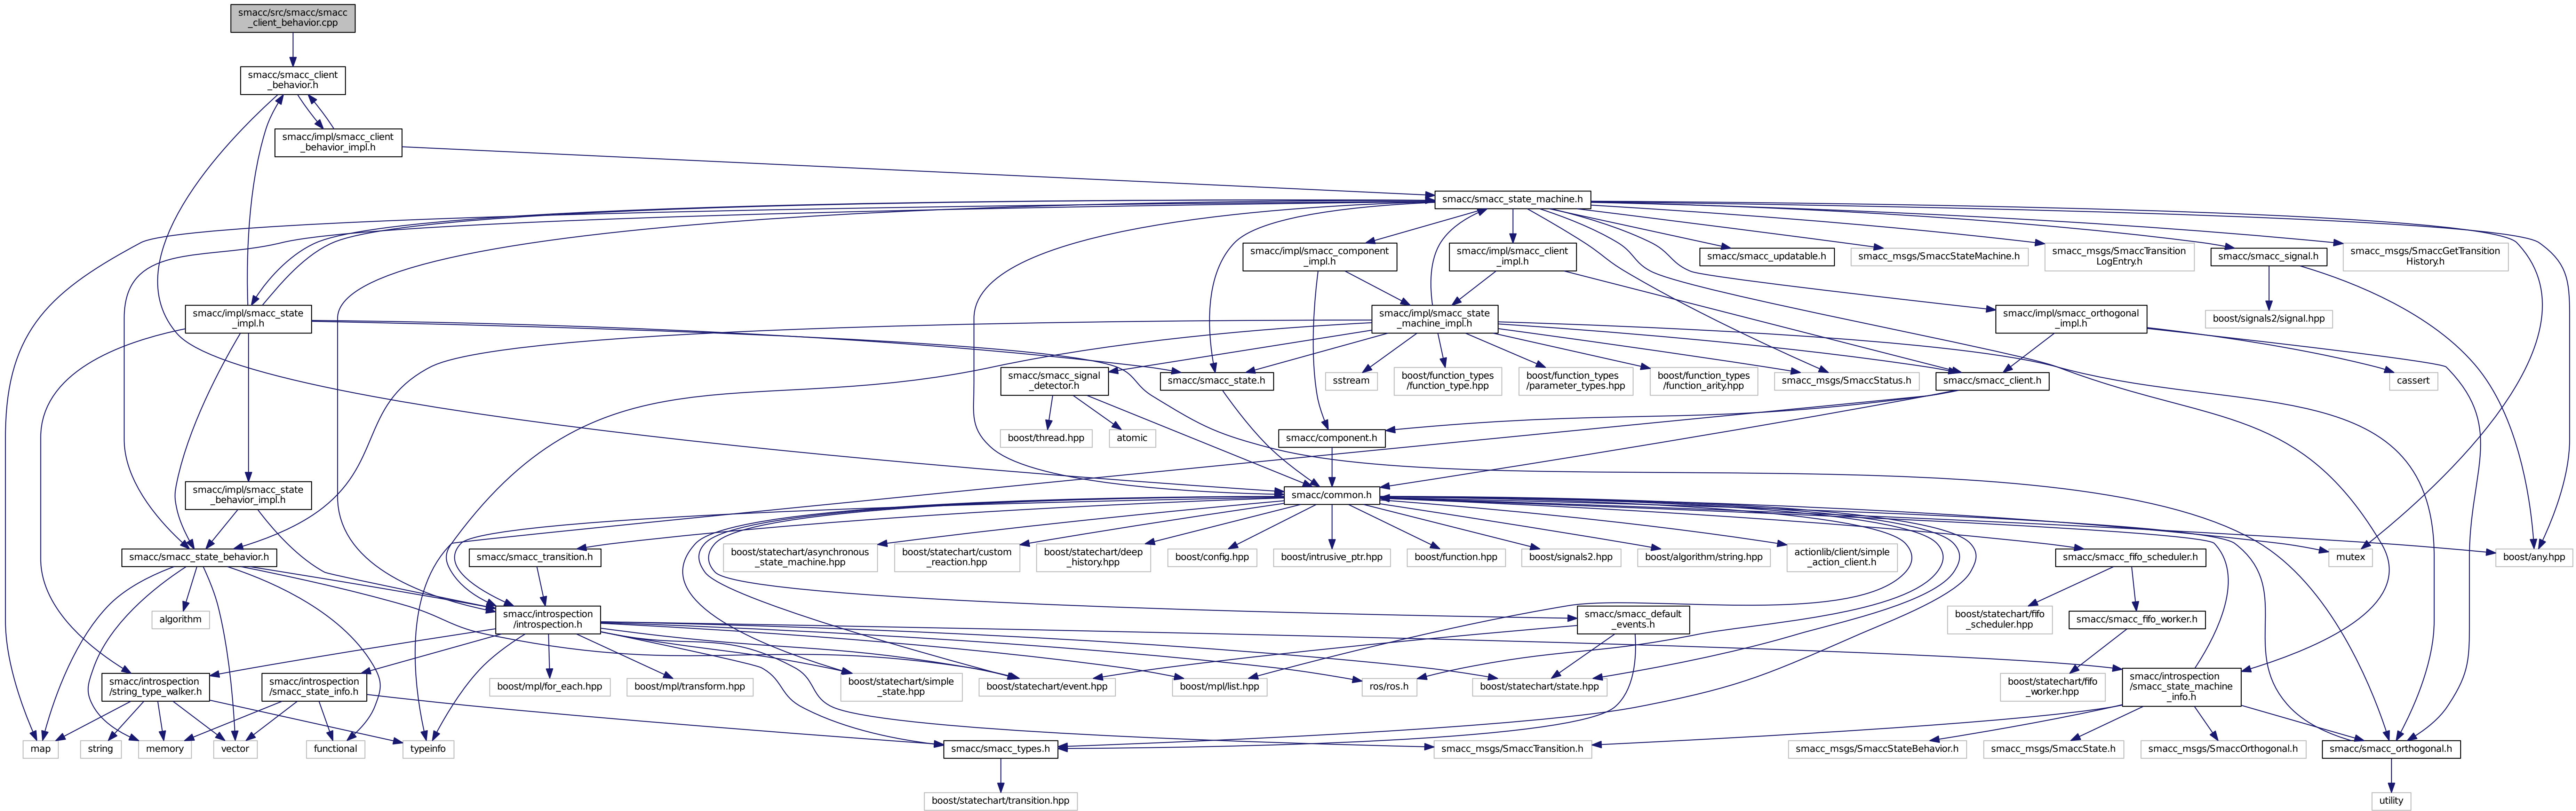 smacc/src/smacc/smacc
_client_behavior.cpp
smacc/smacc_client
_behavior.h
smacc/impl/smacc_client
_behavior_impl.h
smacc/smacc_state_machine.h
smacc/impl/smacc_component
_impl.h
smacc/impl/smacc_client
_impl.h
smacc/smacc_updatable.h
smacc_msgs/SmaccStateMachine.h
smacc_msgs/SmaccTransition
LogEntry.h
smacc/smacc_signal.h
smacc_msgs/SmaccGetTransition
History.h
smacc/impl/smacc_state
_impl.h
smacc/impl/smacc_state
_machine_impl.h
smacc/impl/smacc_orthogonal
_impl.h
boost/signals2/signal.hpp
smacc/smacc_signal
_detector.h
smacc/smacc_state.h
sstream
boost/function_types
/function_type.hpp
boost/function_types
/parameter_types.hpp
boost/function_types
/function_arity.hpp
smacc_msgs/SmaccStatus.h
smacc/smacc_client.h
cassert
boost/thread.hpp
atomic
smacc/component.h
smacc/impl/smacc_state
_behavior_impl.h
smacc/common.h
smacc/smacc_state_behavior.h
smacc/smacc_transition.h
boost/statechart/asynchronous
_state_machine.hpp
boost/statechart/custom
_reaction.hpp
boost/statechart/deep
_history.hpp
boost/config.hpp
boost/intrusive_ptr.hpp
boost/function.hpp
boost/signals2.hpp
boost/algorithm/string.hpp
actionlib/client/simple
_action_client.h
smacc/smacc_fifo_scheduler.h
mutex
boost/any.hpp
algorithm
smacc/introspection
/introspection.h
smacc/smacc_default
_events.h
boost/statechart/fifo
_scheduler.hpp
smacc/smacc_fifo_worker.h
smacc/introspection
/string_type_walker.h
smacc/introspection
/smacc_state_info.h
boost/mpl/for_each.hpp
boost/mpl/transform.hpp
boost/statechart/simple
_state.hpp
boost/statechart/event.hpp
boost/mpl/list.hpp
ros/ros.h
boost/statechart/state.hpp
boost/statechart/fifo
_worker.hpp
smacc/introspection
/smacc_state_machine
_info.h
map
string
memory
vector
functional
typeinfo
smacc/smacc_types.h
smacc_msgs/SmaccTransition.h
smacc_msgs/SmaccStateBehavior.h
smacc_msgs/SmaccState.h
smacc_msgs/SmaccOrthogonal.h
smacc/smacc_orthogonal.h
boost/statechart/transition.hpp
utility